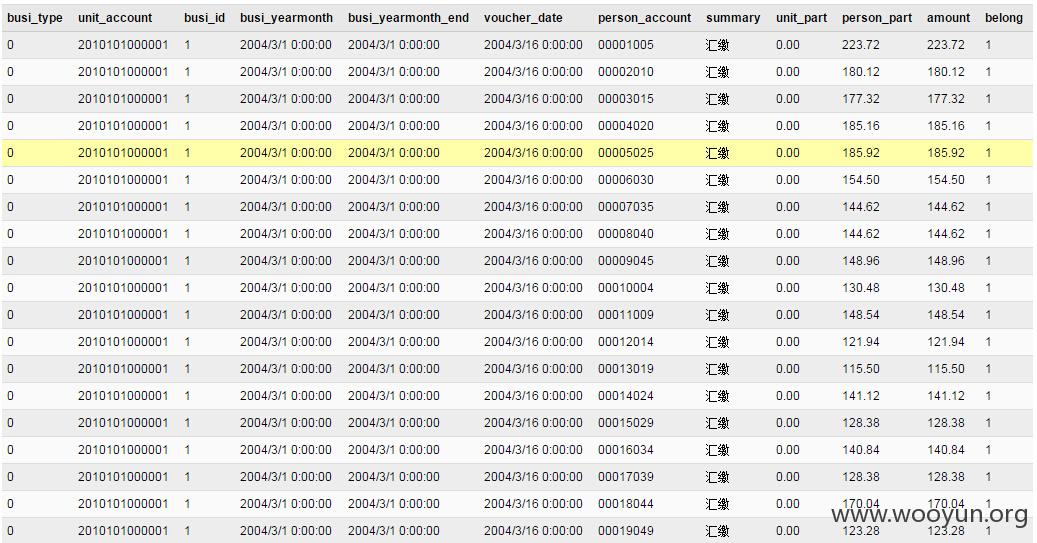 busi_type unit_account busi_id busi_yearmonth busi_yearmonth_end voucher_date person_account summary unit_part person_part amount belong
0 2010101000001 1 2004/3/1 0:00:00 2004/3/1 0:00:00 2004/3/16 0:00:00 00001005 汇缴 0.00 223.72 223.72 1
0 2010101000001 1 2004/3/1 0:00:00 2004/3/1 0:00:00 2004/3/16 0:00:00 00002010 汇缴 0.00 180.12 180.12 1
0 2010101000001 1 2004/3/1 0:00:00 2004/3/1 0:00:00 2004/3/16 0:00:00 00003015 汇缴 0.00 177.32 177.32 1
0 2010101000001 1 2004/3/1 0:00:00 2004/3/1 0:00:00 2004/3/16 0:00:00 00004020 汇缴 0.00 185.16 185.16 1
0 2010101000001 1 2004/3/1 0:00:00 2004/3/1 0:00:00 2004/3/16 0:00:00 00005025 汇缴 0.00 185.92 185.92 1
0 2010101000001 1 2004/3/1 0:00:00 2004/3/1 0:00:00 2004/3/16 0:00:00 00006030 汇缴 0.00 154.50 154.50 1
0 2010101000001 1 2004/3/1 0:00:00 2004/3/1 0:00:00 2004/3/16 0:00:00 00007035 汇缴 0.00 144.62 144.62 1
0 2010101000001 1 2004/3/1 0:00:00 2004/3/1 0:00:00 2004/3/16 0:00:00 00008040 汇缴 0.00 144.62 144.62 1
0 2010101000001 1 2004/3/1 0:00:00 2004/3/1 0:00:00 2004/3/16 0:00:00 00009045 汇缴 0.00 148.96 148.96 1
0 2010101000001 1 2004/3/1 0:00:00 2004/3/1 0:00:00 2004/3/16 0:00:00 00010004 汇缴 0.00 130.48 130.48 1
0 2010101000001 1 2004/3/1 0:00:00 2004/3/1 0:00:00 2004/3/16 0:00:00 00011009 汇缴 0.00 148.54 148.54 1
0 2010101000001 1 2004/3/1 0:00:00 2004/3/1 0:00:00 2004/3/16 0:00:00 00012014 汇缴 0.00 121.94 121.94 1
0 2010101000001 1 2004/3/1 0:00:00 2004/3/1 0:00:00 2004/3/16 0:00:00 00013019 汇缴 0.00 115.50 115.50 1
0 2010101000001 1 2004/3/1 0:00:00 2004/3/1 0:00:00 2004/3/16 0:00:00 00014024 汇缴 0.00 141.12 141.12 1
0 2010101000001 1 2004/3/1 0:00:00 2004/3/1 0:00:00 2004/3/16 0:00:00 00015029 汇缴 0.00 128.38 128.38 1
0 2010101000001 1 2004/3/1 0:00:00 2004/3/1 0:00:00 2004/3/16 0:00:00 00016034 汇缴 0.00 140.84 140.84 1
0 2010101000001 1 2004/3/1 0:00:00 2004/3/1 0:00:00 2004/3/16 0:00:00 00017039 汇缴 0.00 128.38 128.38 1
0 2010101000001 1 2004/3/1 0:00:00 2004/3/1 0:00:00 2004/3/16 0:00:00 00018044 汇缴 0.00 170.04 170.04 1
0 2010101000001 1 2004/3/1 0:00:00 2004/3/1 0:00:00 2004/3/16 0:00:00 00019049 汇缴 0.00 123.28 123.28 1
www.wooyun.org